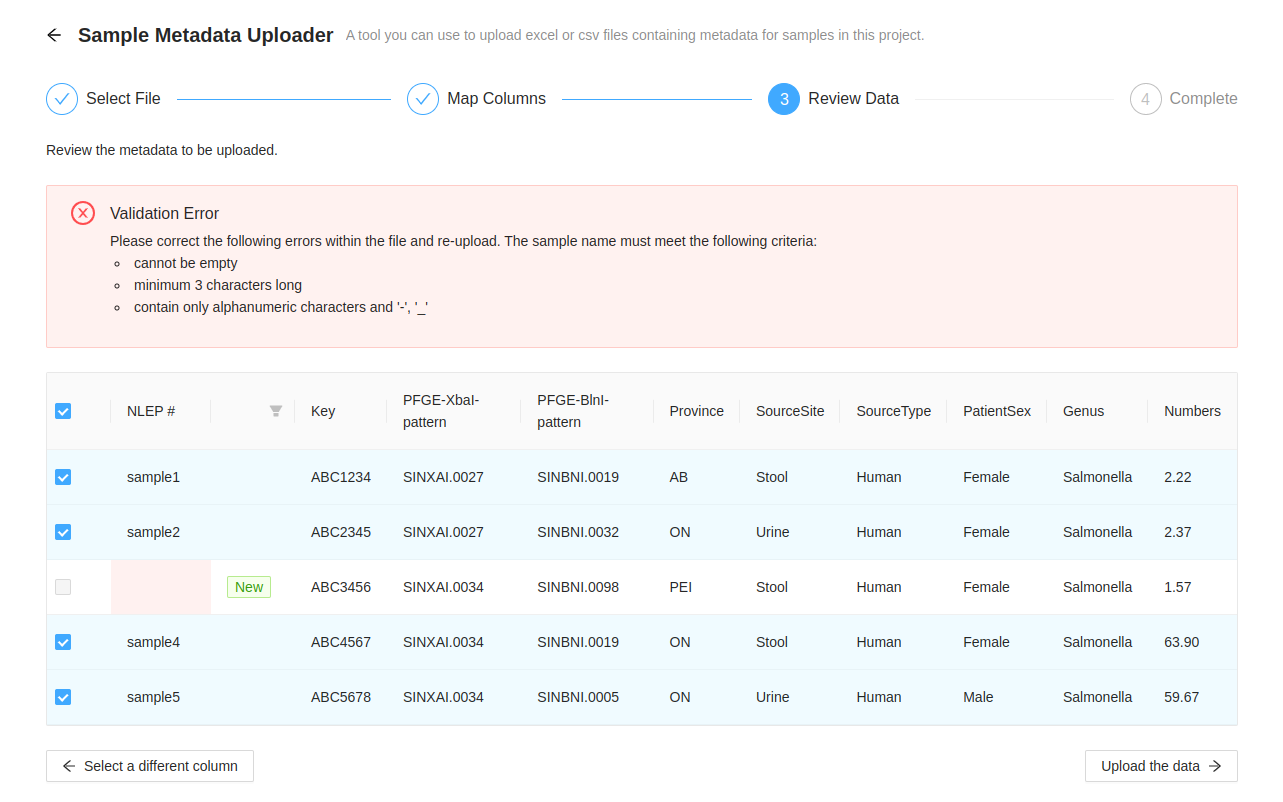 Sample Metadata Uploader A tool you can use to upload excel or csv files containing metadata for samples in this project.
Select File Map Columns 3 Review Data 4 Complete
Review the metadata to be uploaded.
Validation Error
Please correct the following errors within the file and re-upload. The sample name must meet the following criteria:
cannot be empty
minimum 3 characters long
contain only alphanumeric characters and '-', '_'
NLEP # Key PFGE-XbaI-pattern PFGE-BlnI-pattern Province SourceSite SourceType PatientSex Genus Numbers
sample1 ABC1234 SINXAI.0027 SINBNI.0019 AB Stool Human Female Salmonella 2.22
sample2 ABC2345 SINXAI.0027 SINBNI.0032 ON Urine Human Female Salmonella 2.37
New ABC3456 SINXAI.0034 SINBNI.0098 PEI Stool Human Female Salmonella 1.57
sample4 ABC4567 SINXAI.0034 SINBNI.0019 ON Stool Human Female Salmonella 63.90
sample5 ABC5678 SINXAI.0034 SINBNI.0005 ON Urine Human Male Salmonella 59.67
Select a different column Upload the data